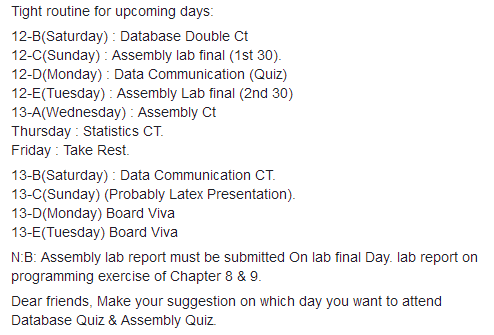 Tight routine for upcoming days:
12-B(Saturday) : Database Double Ct
12-C(Sunday) : Assembly lab final (1st 30).
12-D(Monday) : Data Communication (Quiz)
12-E(Tuesday) : Assembly Lab final (2nd 30)
13-A(Wednesday) : Assembly Ct
Thursday : Statistics CT.
Friday : Take Rest.
13-B(Saturday) : Data Communication CT.
13-C(Sunday) (Probably Latex Presentation).
13-D(Monday) Board Viva
13-E(Tuesday) Board Viva
N:B: Assembly lab report must be submitted On lab final Day. lab report on
programming exercise of Chapter 8 & 9.
Dear friends, Make your suggestion on which day you want to attend
Database Quiz & Assembly Quiz.